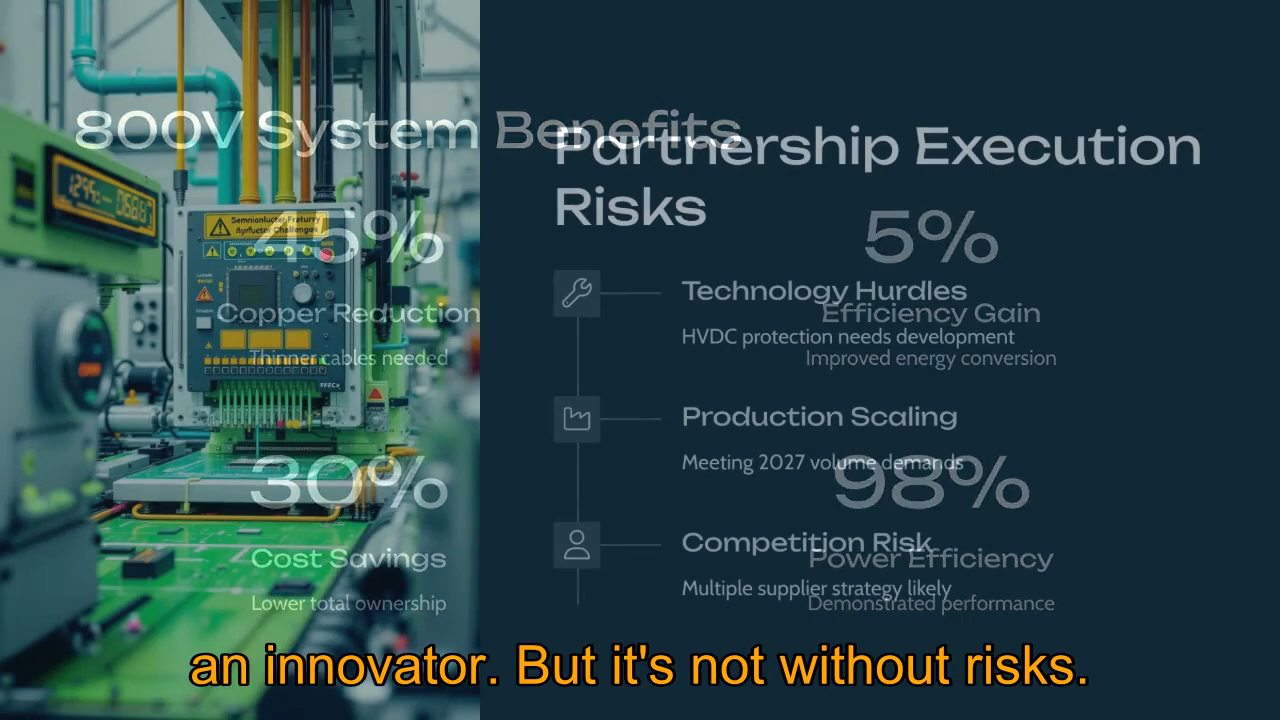 800V System Benefits
45%
Copper Reduction
Thinner cables needed
5%
Efficiency Gain
Improved energy conversion
30%
Cost Savings
Lower total ownership
98%
Power Efficiency
Demonstrated performance
Partnership Execution
Risks
Technology Hurdles
HVDC protection needs development
Production Scaling
Meeting 2027 volume demands
Competition Risk
Multiple supplier strategy likely
an innovator. But it's not without risks.